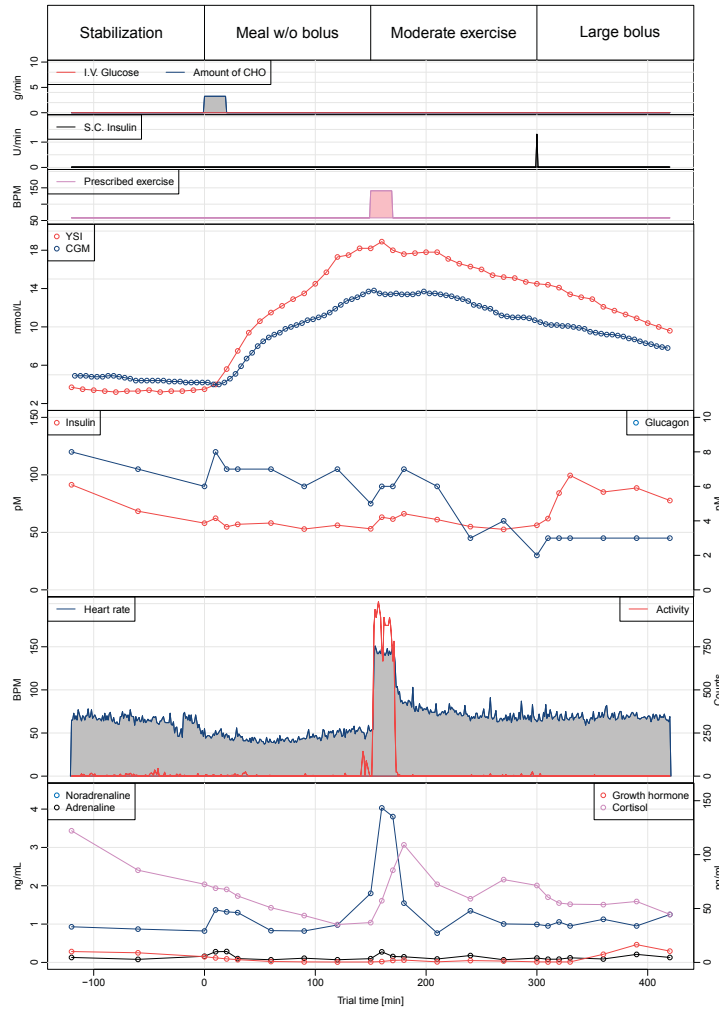 Stabilization Meal w/o bolus Moderate exercise Large bolus
I.V. Glucose Amount of CHO
g/min
0 5 10
S.C. Insulin
U/min
0 1
Prescribed exercise
BPM
50 150
YSI
CGM
mmol/L
2 6 10 14 18
Insulin
Glucagon
pM
0 50 100 150
pM
0 2 4 6 8 10
Heart rate
Activity
BPM
0 50 100 150
Counts
0 250 500 750
Noradrenaline
Adrenaline
Growth hormone
Cortisol
ng/mL
0 1 2 3 4
ng/mL
0 50 100 150
−100 0 100 200 300 400
Trial time [min]